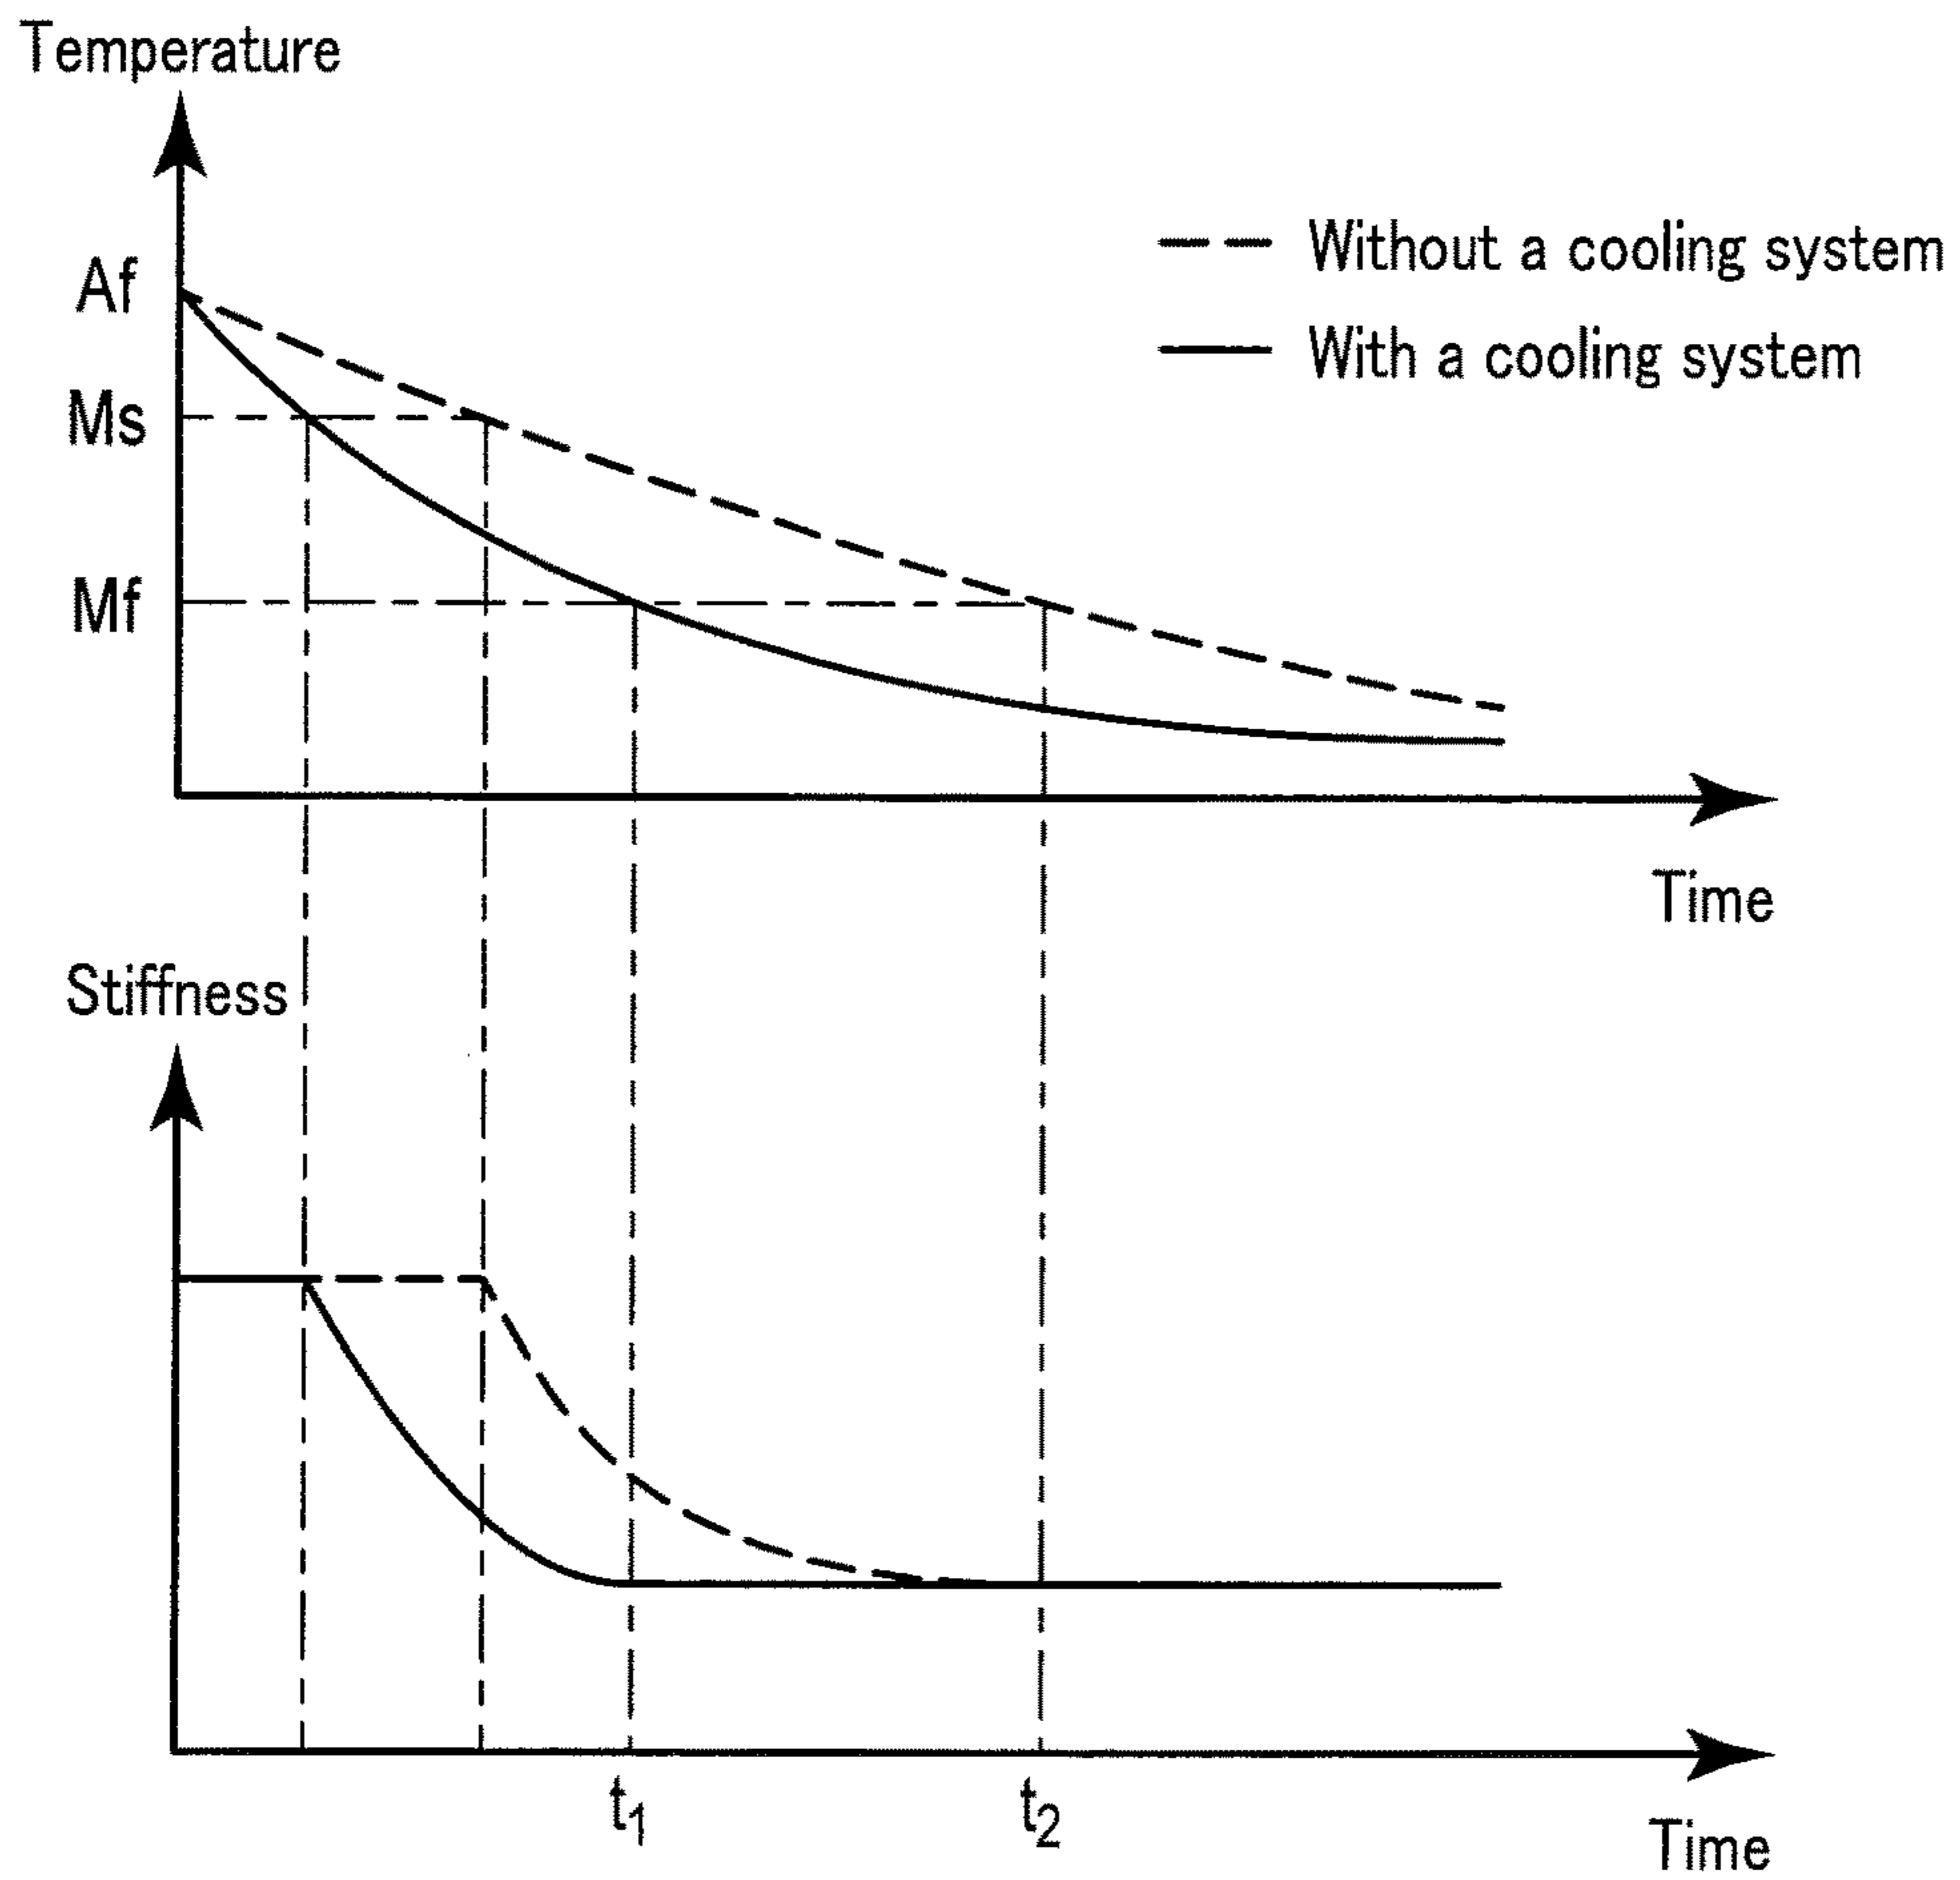 Temperature
Without a cooling system
With a cooling system
Af
Ms
Mf
Time
Stiffness
t1
t2
Time